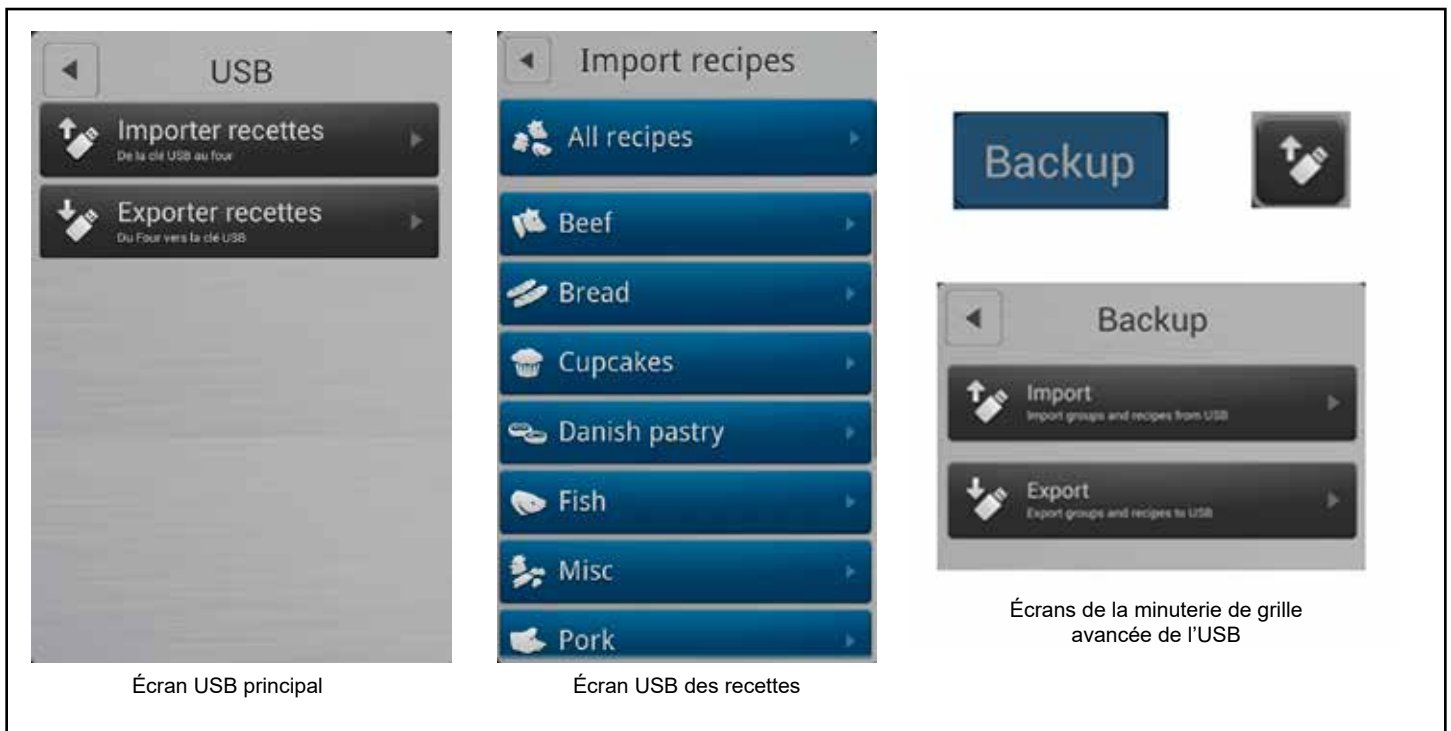 USB
Importer recettes
De la clé USB au four
Exporter recettes
Du Four vers la clé USB
Écran USB principal
Import recipes
All recipes
Beef
Bread
Cupcakes
Danish pastry
Fish
Misc
Pork
Écran USB des recettes
Backup
Backup
Import
Import groups and recipes from USB
Export
Export groups and recipes to USB
Écrans de la minuterie de grille
avancée de l'USB